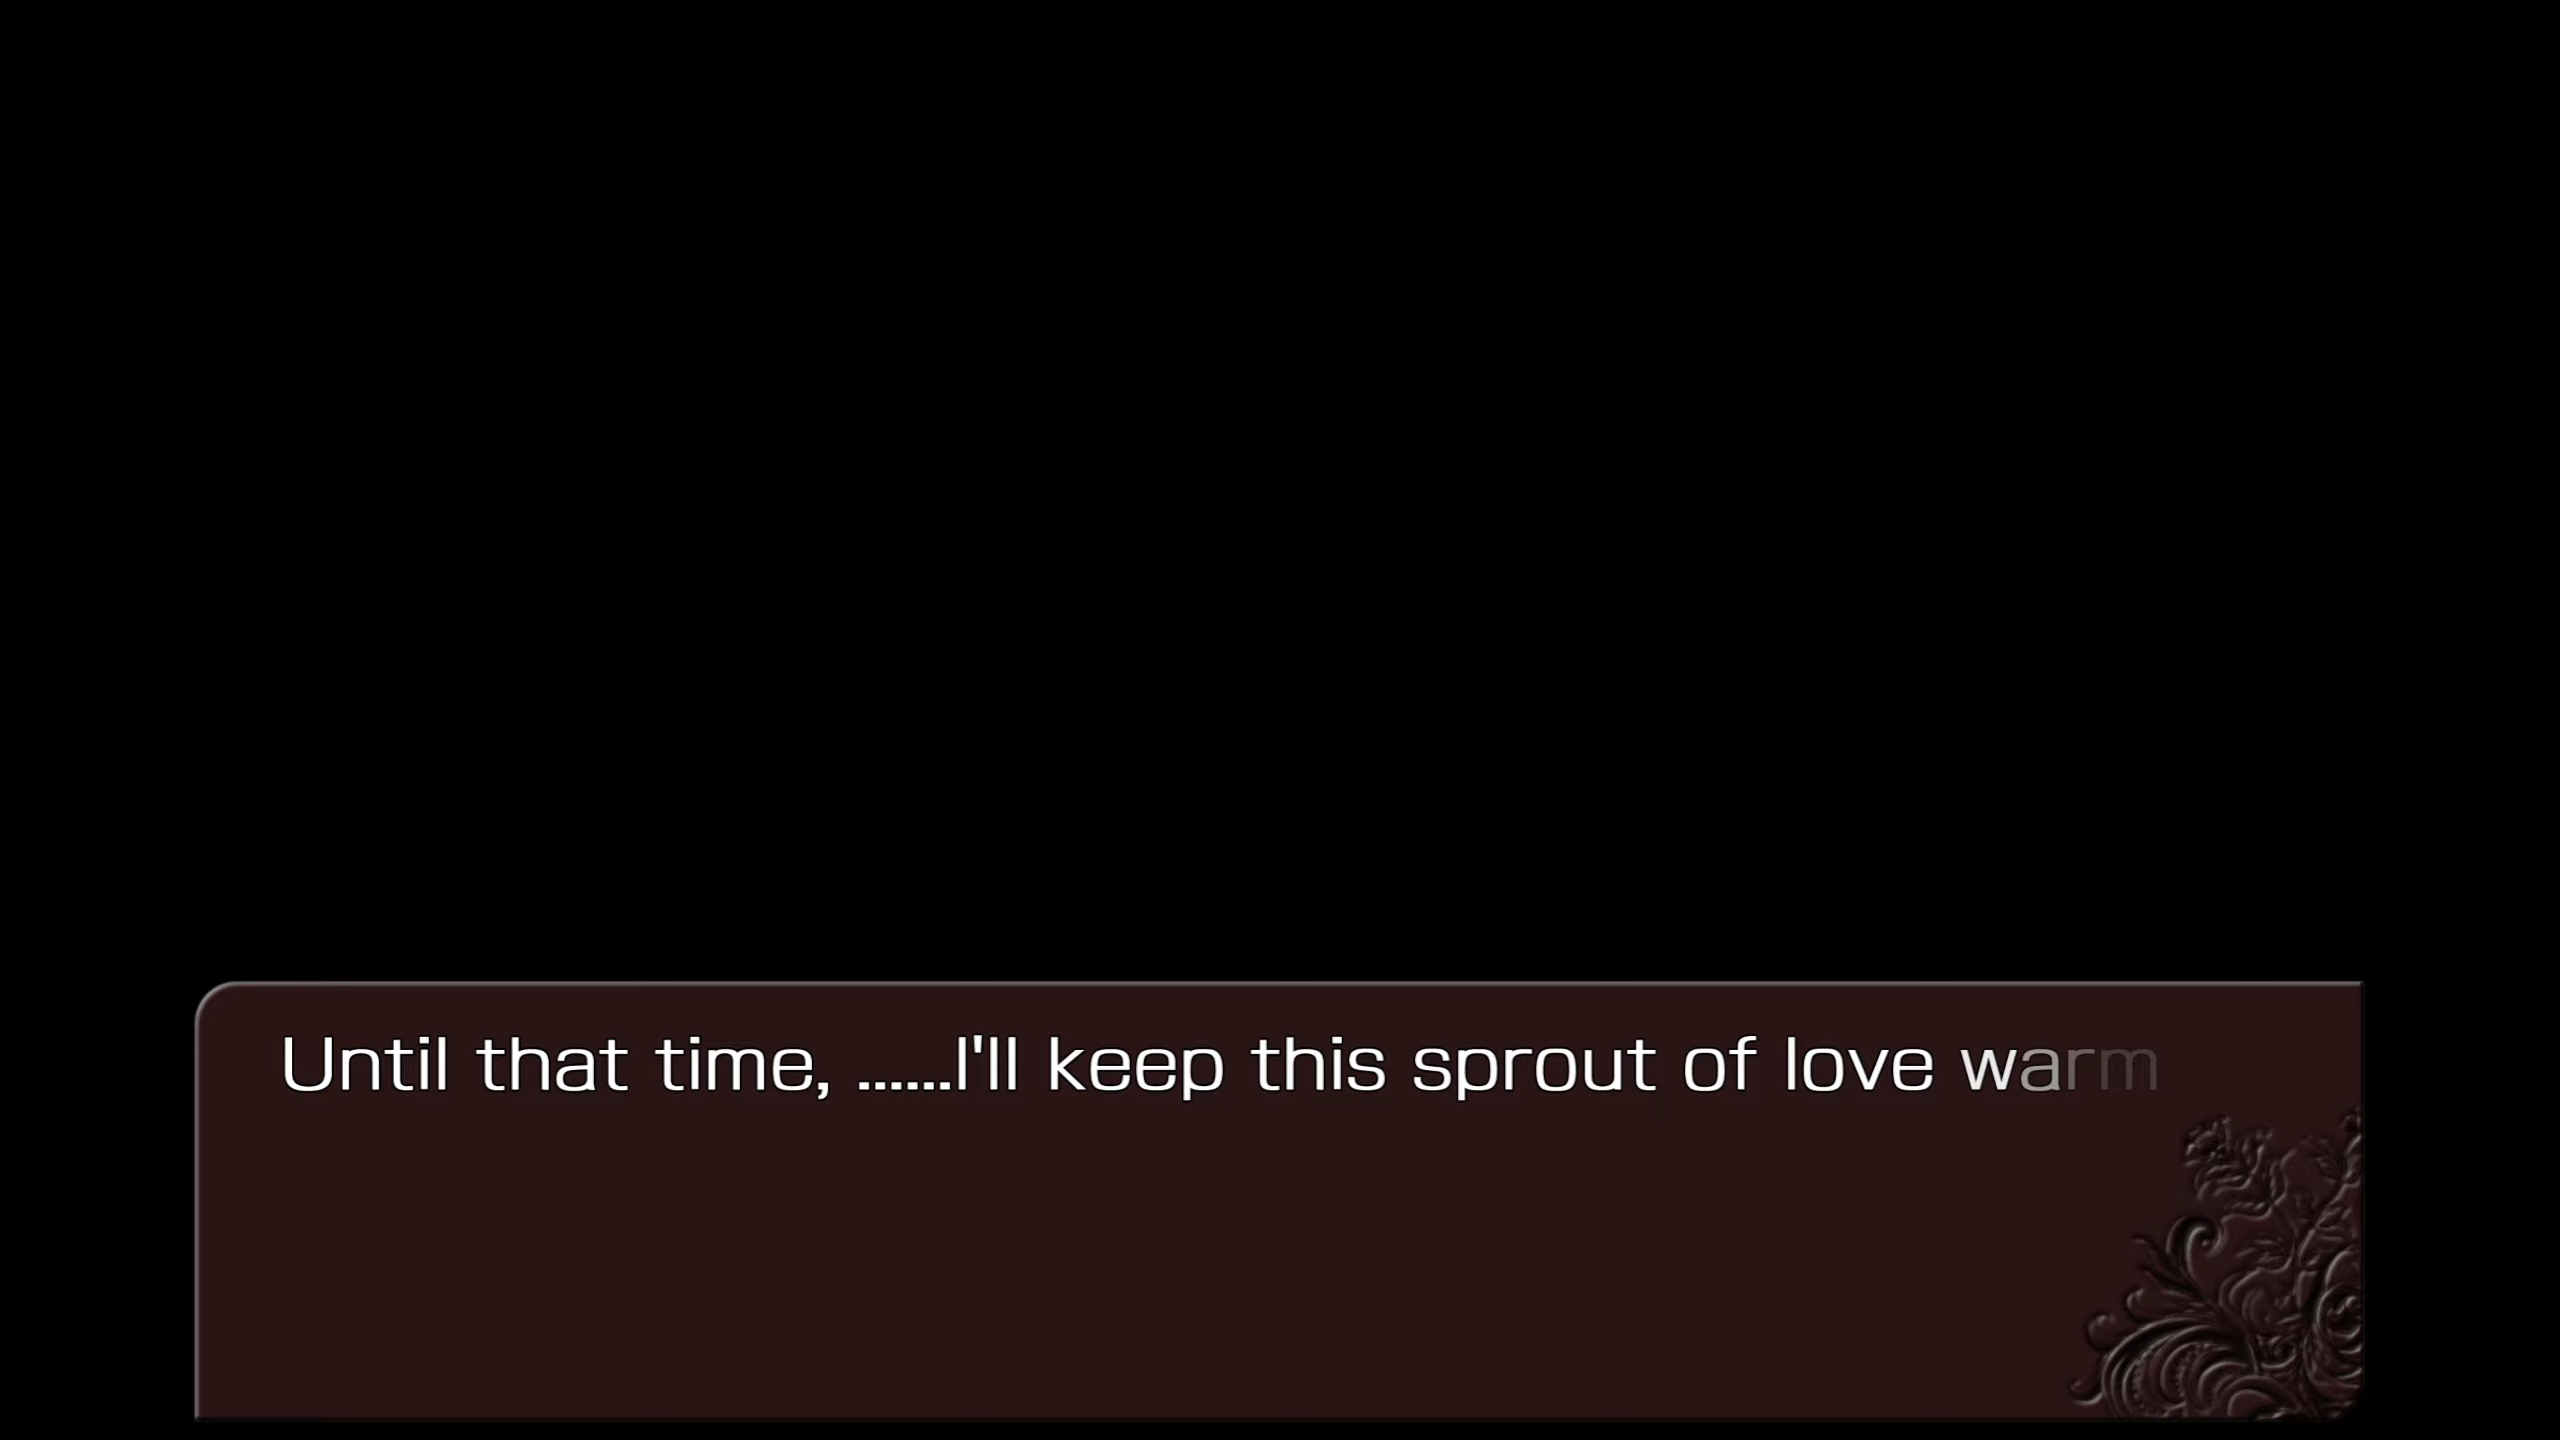 Until that time, ......I'll keep this sprout of love warm